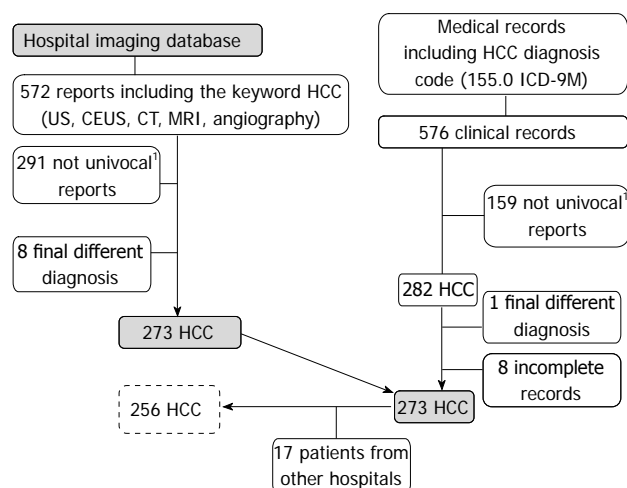 Hospital imaging database
572 reports including the keyword HCC
(US, CEUS, CT, MRI, angiography)
291 not univocal1
reports
8 final different
diagnosis
273 HCC
Medical records
including HCC diagnosis
code (155.0 ICD-9M)
576 clinical records
159 not univocal1
reports
282 HCC
1 final different
diagnosis
8 incomplete
records
273 HCC
256 HCC
17 patients from
other hospitals